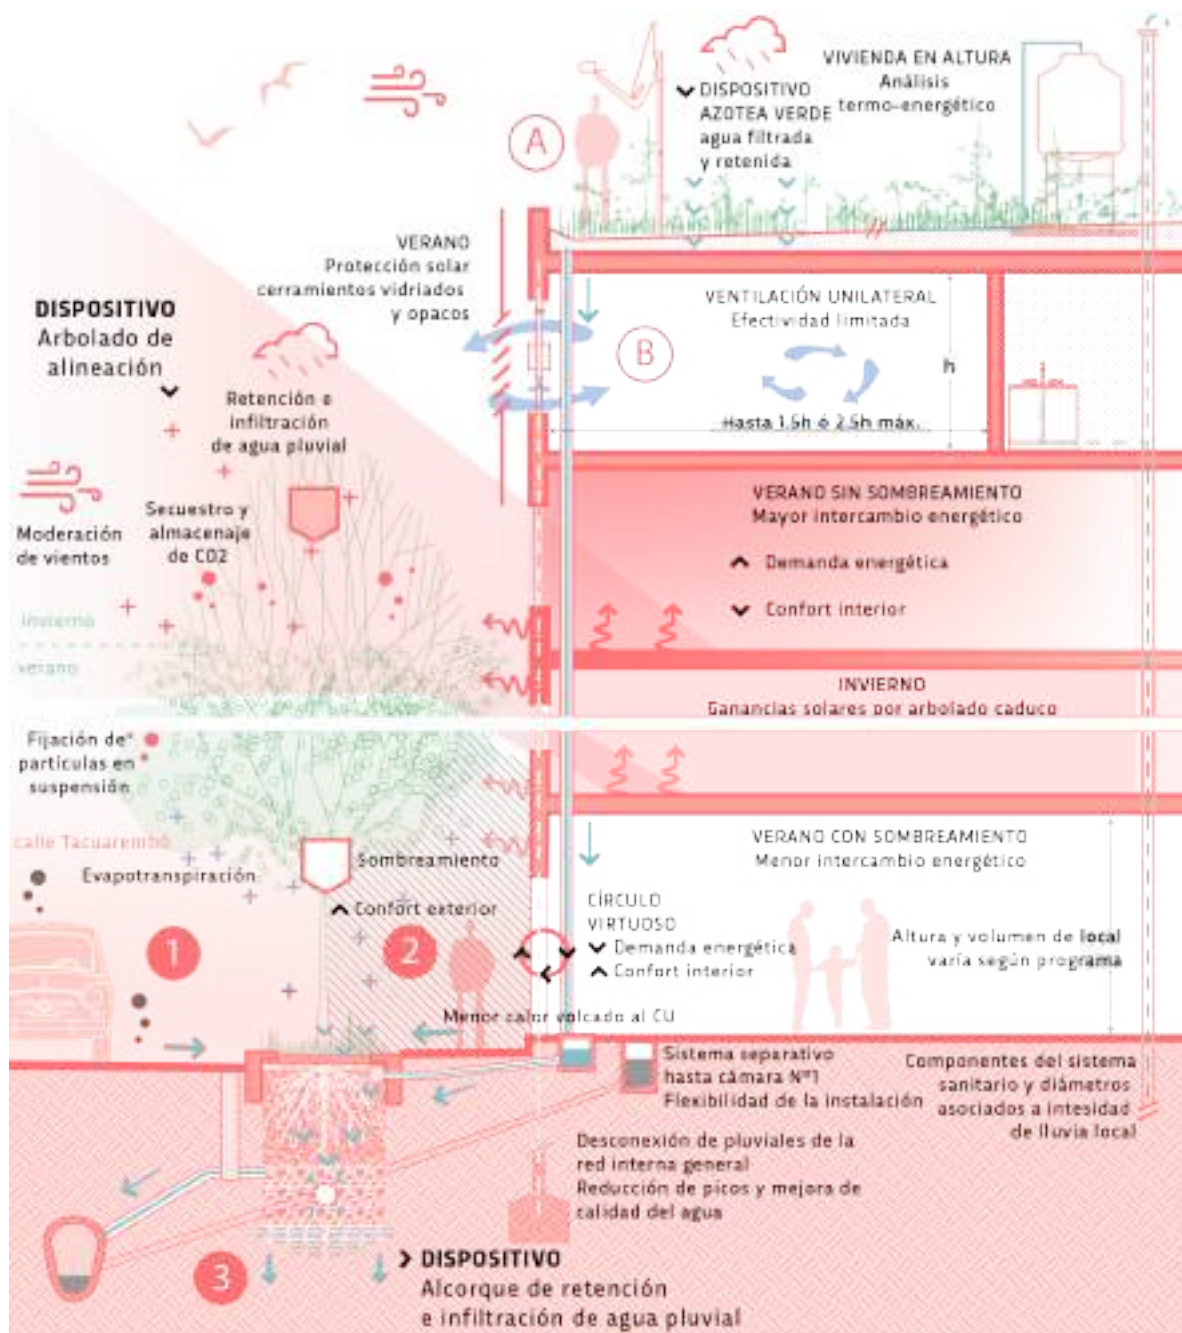 VIVIENDA EN ALTURA
Análisis
termo-energético
DISPOSITIVO
AZOTEA VERDE
agua filtrada
y retenida
A
VERANO
Protección solar
cerramientos vidriados
y opacos
DISPOSITIVO
Arbolado de
alineación
VENTILACIÓN UNILATERAL
Efectividad limitada
B
h
Hasta 1.5h ó 2.5h máx.
Retención e
infiltración
de agua pluvial
Moderación
de vientos
Secuestro y
almacenaje
de CO2
VERANO SIN SOMBREAMIENTO
Mayor intercambio energético
Demanda energética
Confort interior
invierno
verano
INVIERNO
Ganancias solares por arbolado caduco
Fijación de
partículas en
suspensión
calle Tacuarembó
Evapotranspiración
Sombreamiento
Confort exterior
VERANO CON SOMBREAMIENTO
Menor intercambio energético
CÍRCULO
VIRTUOSO
Demanda energética
Confort interior
Altura y volumen de local
varía según programa
1
2
Menor calor volcado al CU
Sistema separativo
hasta cámara Nº1
Flexibilidad de la instalación
Componentes del sistema
sanitario y diámetros
asociados a intesidad
de lluvia local
Desconexión de pluviales de la
red interna general
Reducción de picos y mejora de
calidad del agua
3
DISPOSITIVO
Alcorque de retención
e infiltración de agua pluvial